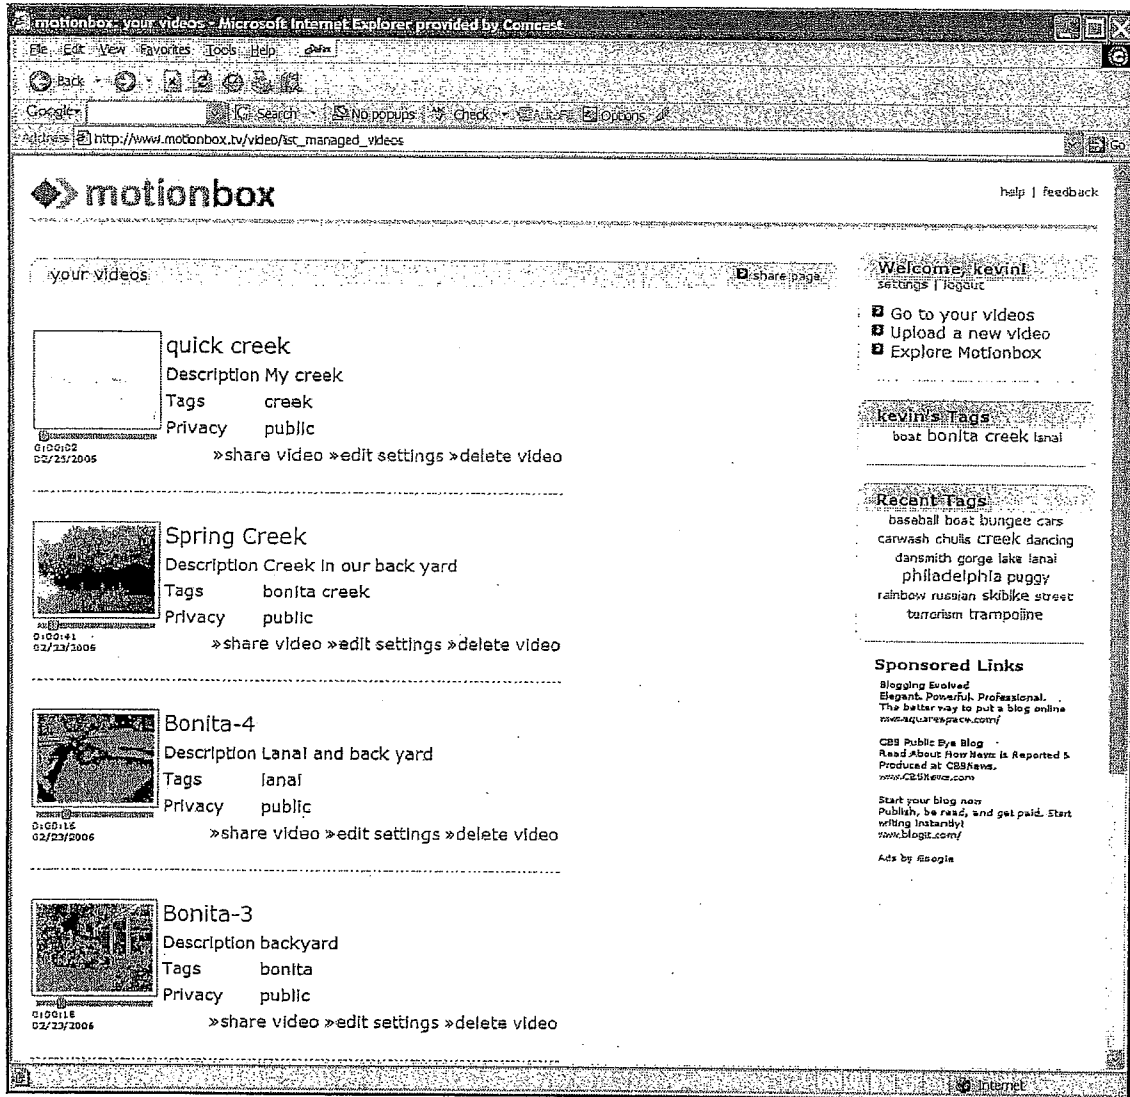 motionbox: your videos - Microsoft Internet Explorer provided by Comcast
File Edit View Favorites Tools Help
Back
Google Search No popups Check Options
Address http://www.motionbox.tv/video/list_managed_videos Go
motionbox
help | feedback
your videos
share page
quick creek
Description My creek
Tags creek
Privacy public
0:00:02
02/25/2006
»share video »edit settings »delete video
Spring Creek
Description Creek in our back yard
Tags bonita creek
Privacy public
0:00:41
02/23/2006
»share video »edit settings »delete video
Bonita-4
Description Lanai and back yard
Tags lanai
Privacy public
0:00:16
02/23/2006
»share video »edit settings »delete video
Bonita-3
Description backyard
Tags bonita
Privacy public
0:00:18
02/23/2006
»share video »edit settings »delete video
Welcome, kevin!
settings | logout
Go to your videos
Upload a new video
Explore Motionbox
kevin's Tags
boat bonita creek lanai
Recent Tags
baseball boat bungee cars
carwash chulis creek dancing
dansmith gorge lake lanai
philadelphia puggy
rainbow russian skibike street
terrorism trampoline
Sponsored Links
Blogging Evolved
Elegant. Powerful. Professional.
The better way to put a blog online
www.squarespace.com/
CBS Public Eye Blog
Read About How News is Reported &
Produced at CBSNews.
www.CBSNews.com
Start your blog now
Publish, be read, and get paid. Start
writing instantly!
www.blogit.com/
Ads by Google
Internet